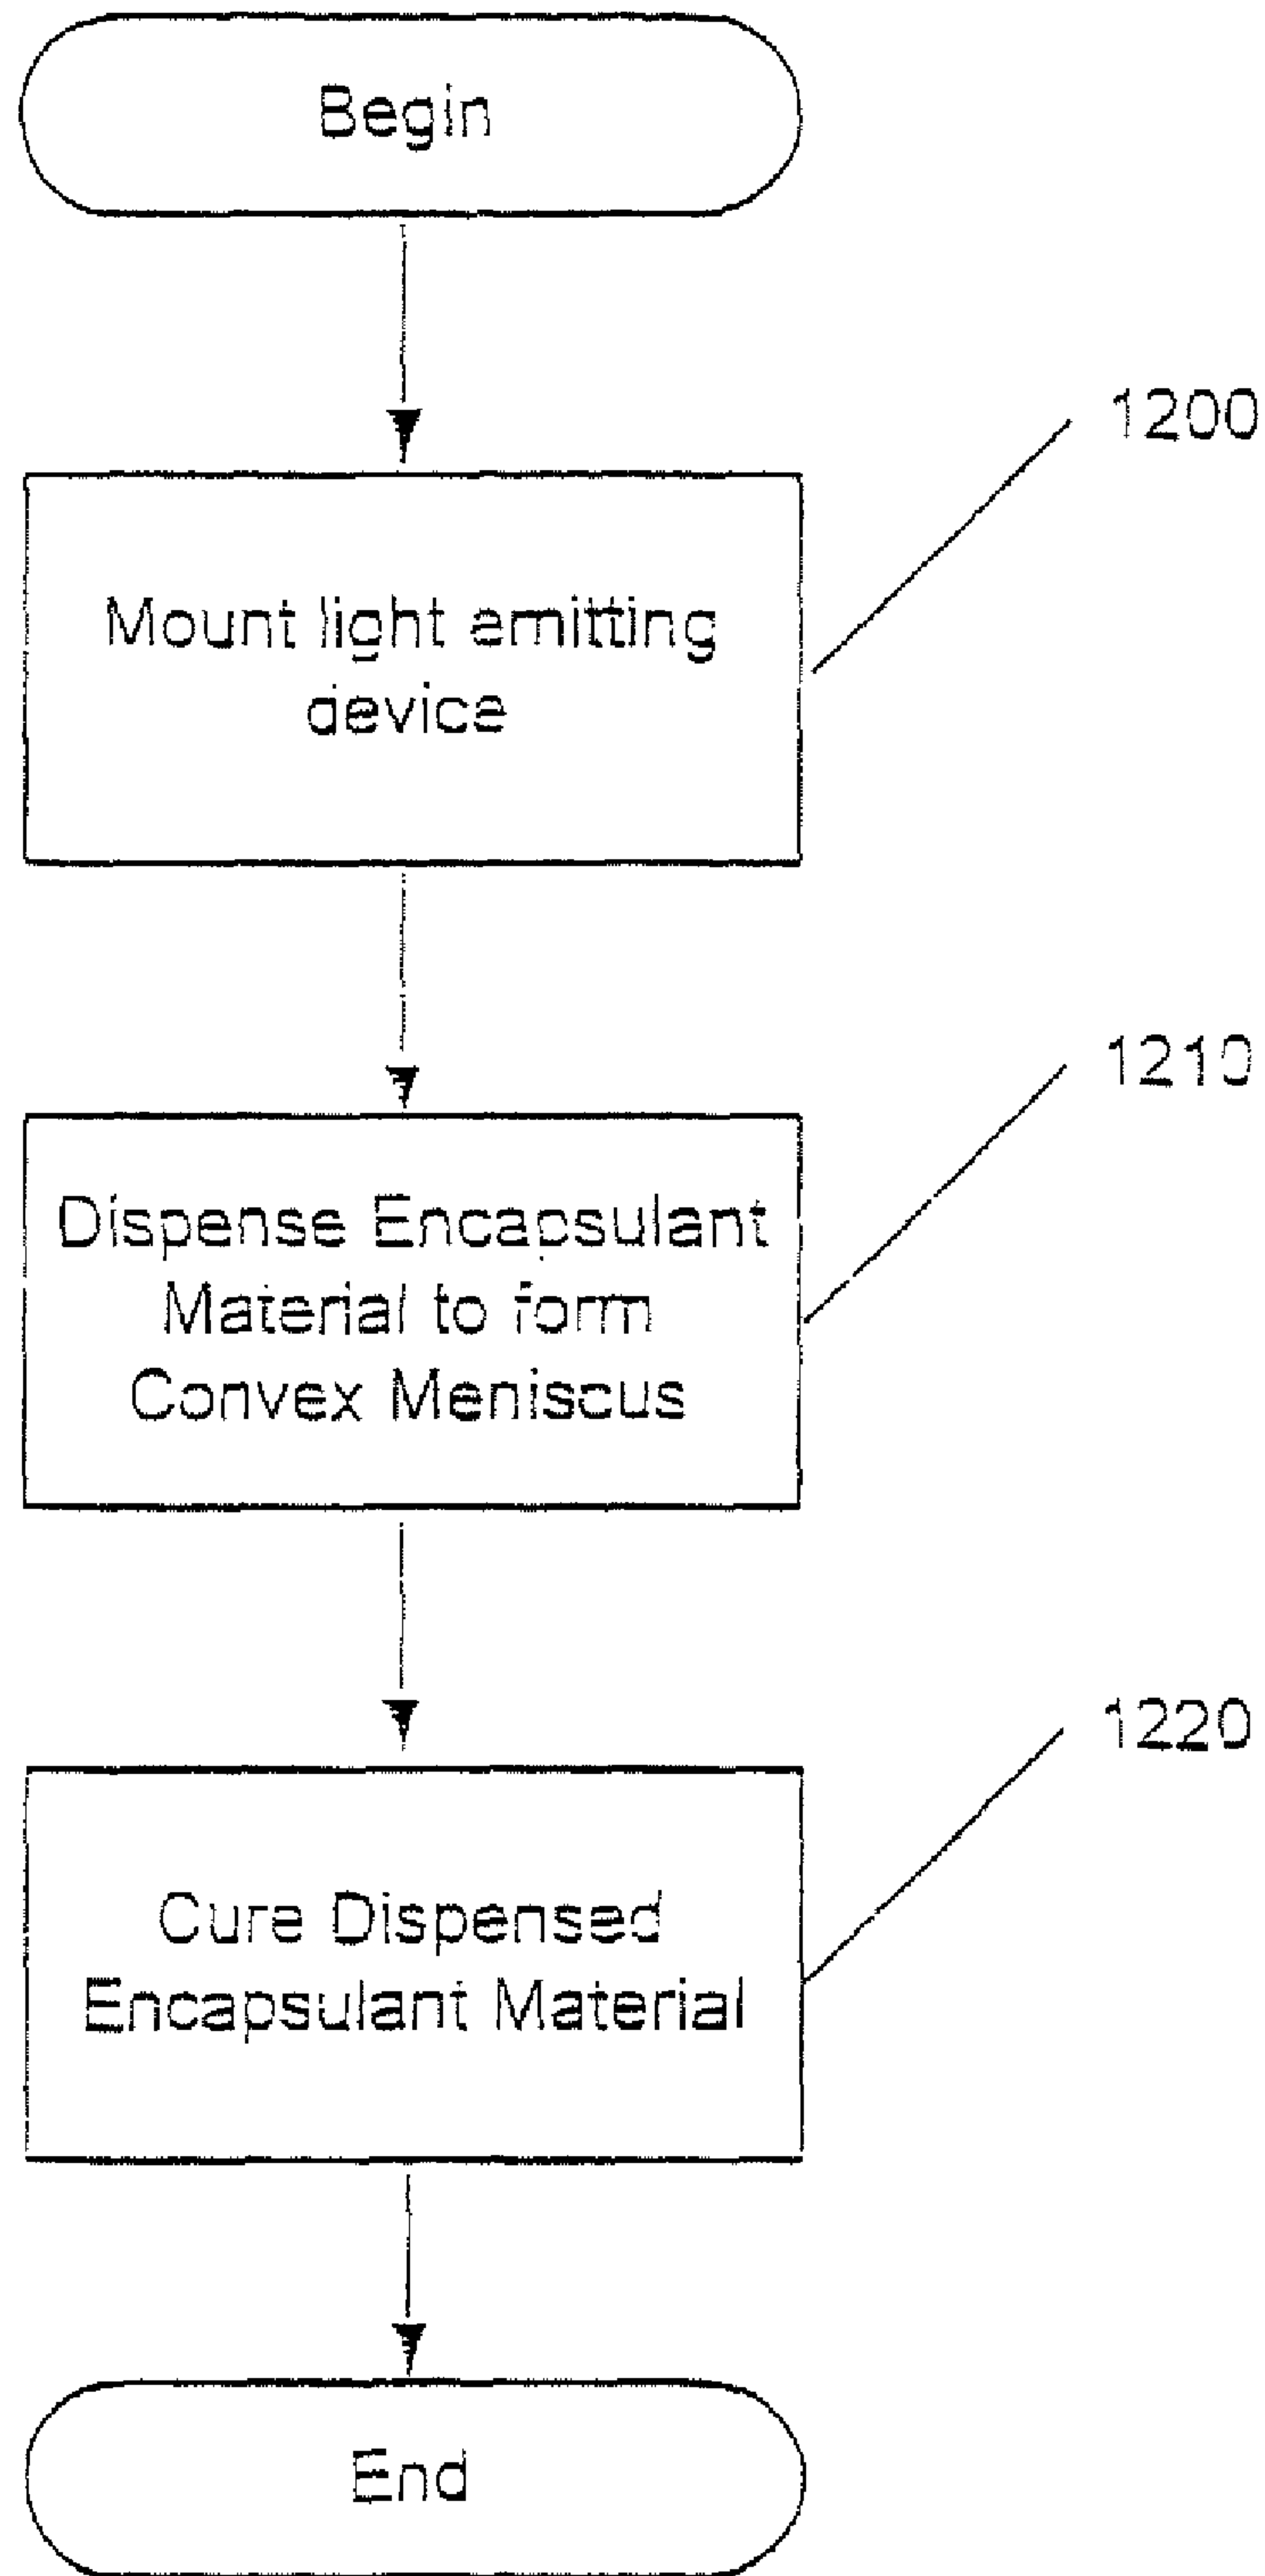 Begin
1200
Mount light emitting
device
1210
Dispense Encapsulant
Material to form
Convex Meniscus
1220
Cure Dispensed
Encapsulant Material
End